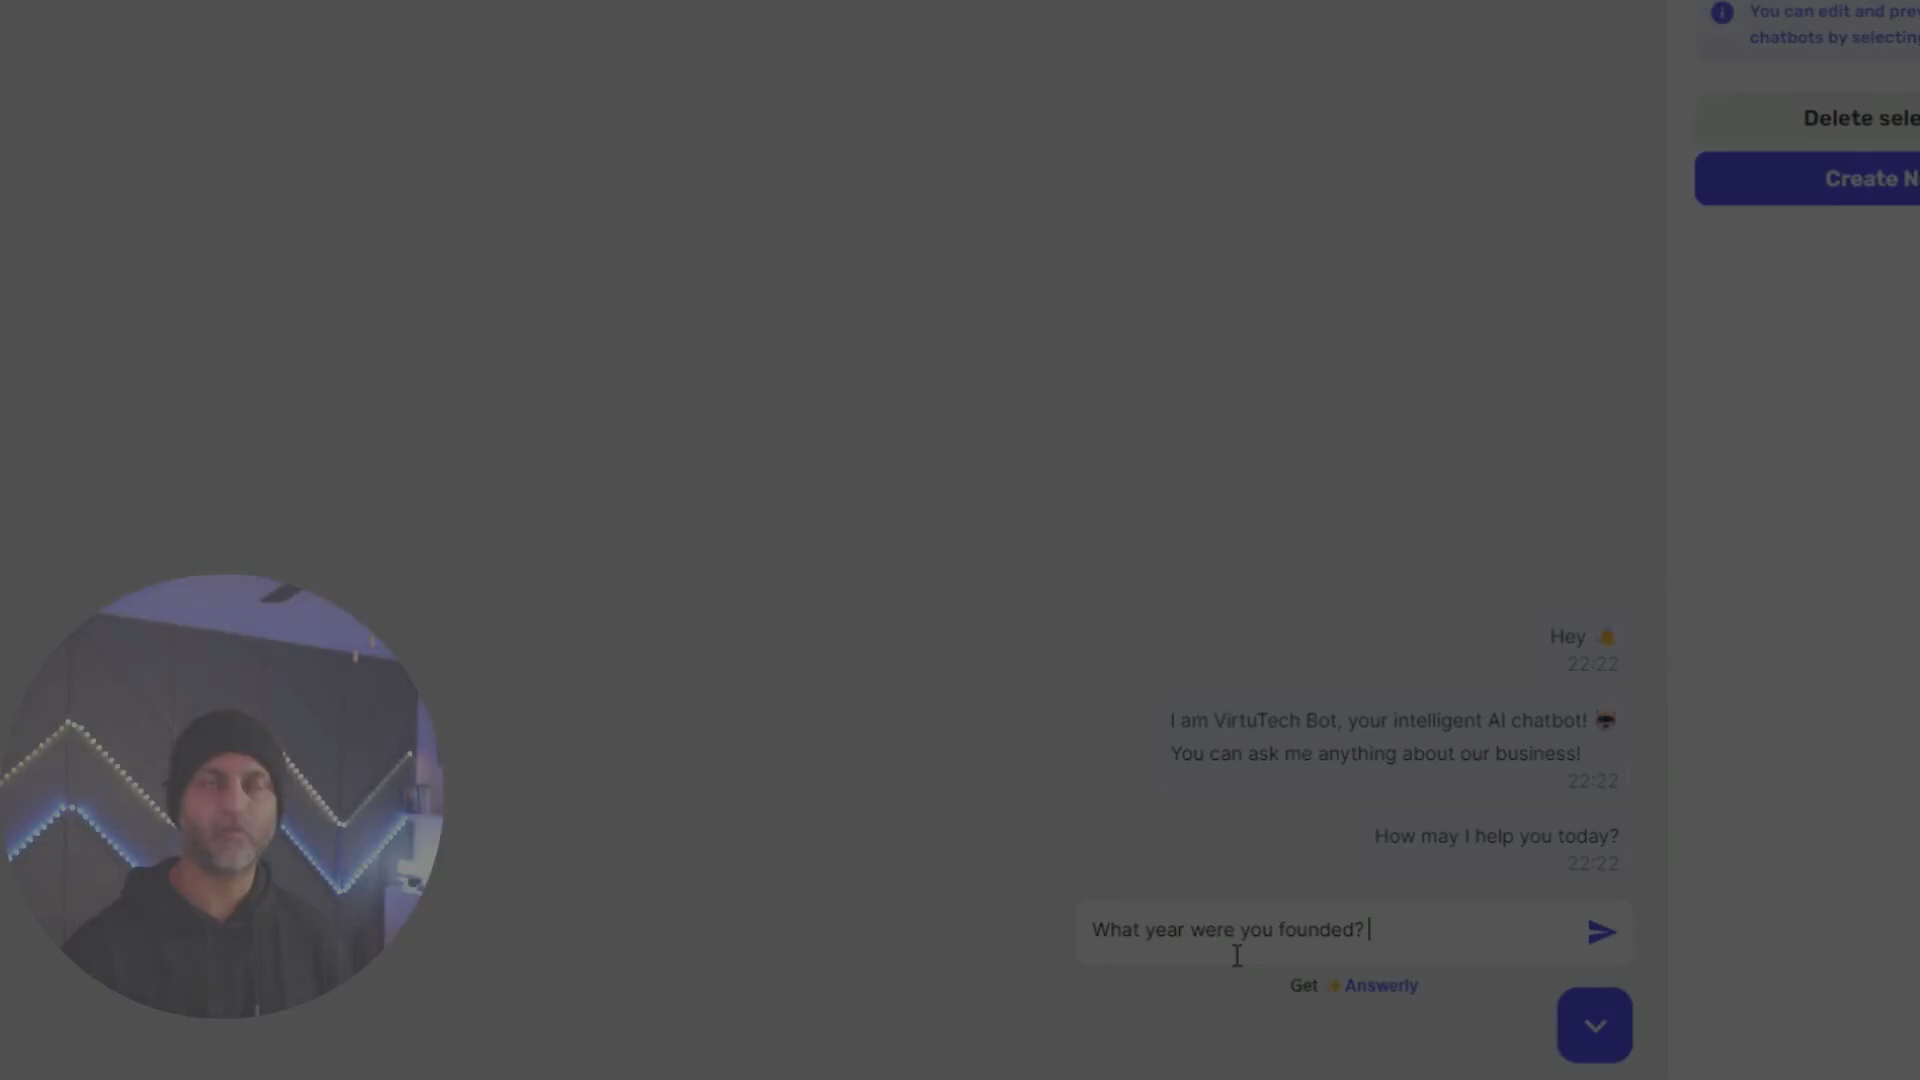 You can edit and prev
chatbots by selecting
Delete sele
Create N
Hey 👋
22:22
I am VirtuTech Bot, your intelligent AI chatbot!
You can ask me anything about our business!
22:22
How may I help you today?
22:22
What year were you founded?
Get ✨Answerly